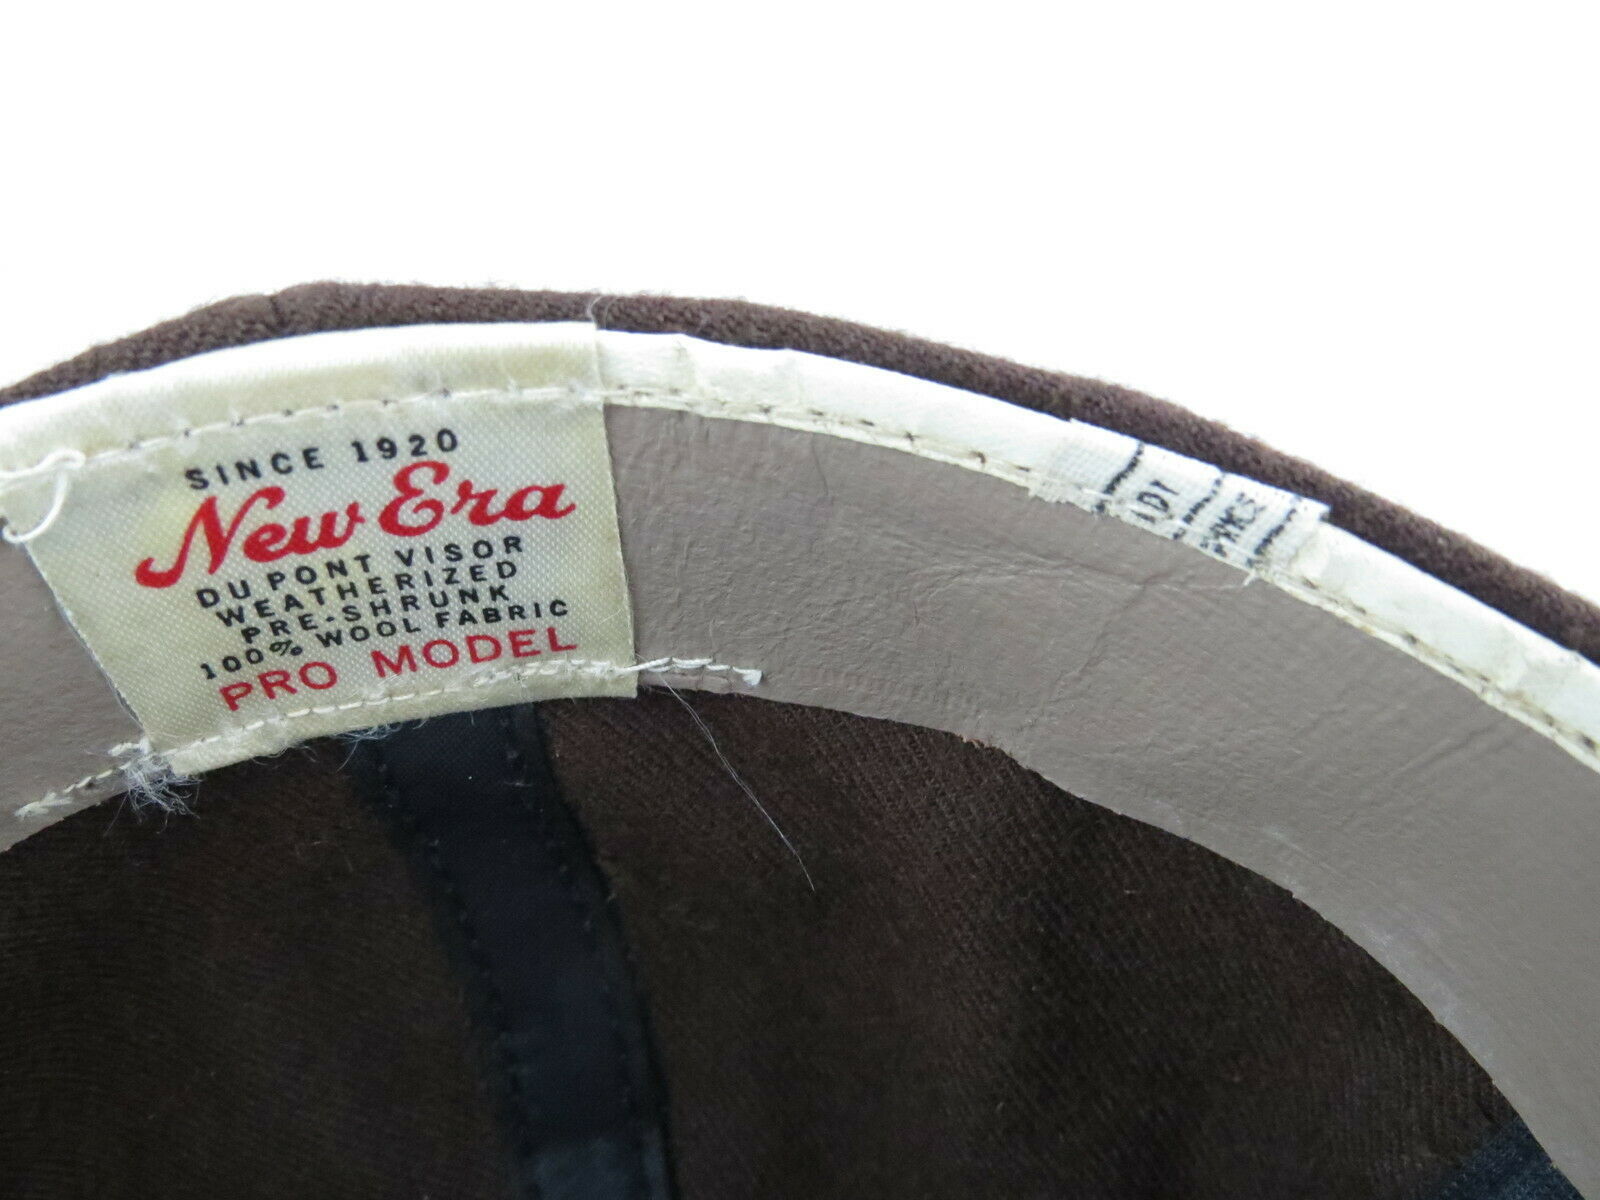 SINCE 1920
New Era
DU PONT VISOR
WEATHERIZED
PRE-SHRUNK
100% WOOL FABRIC
PRO MODEL